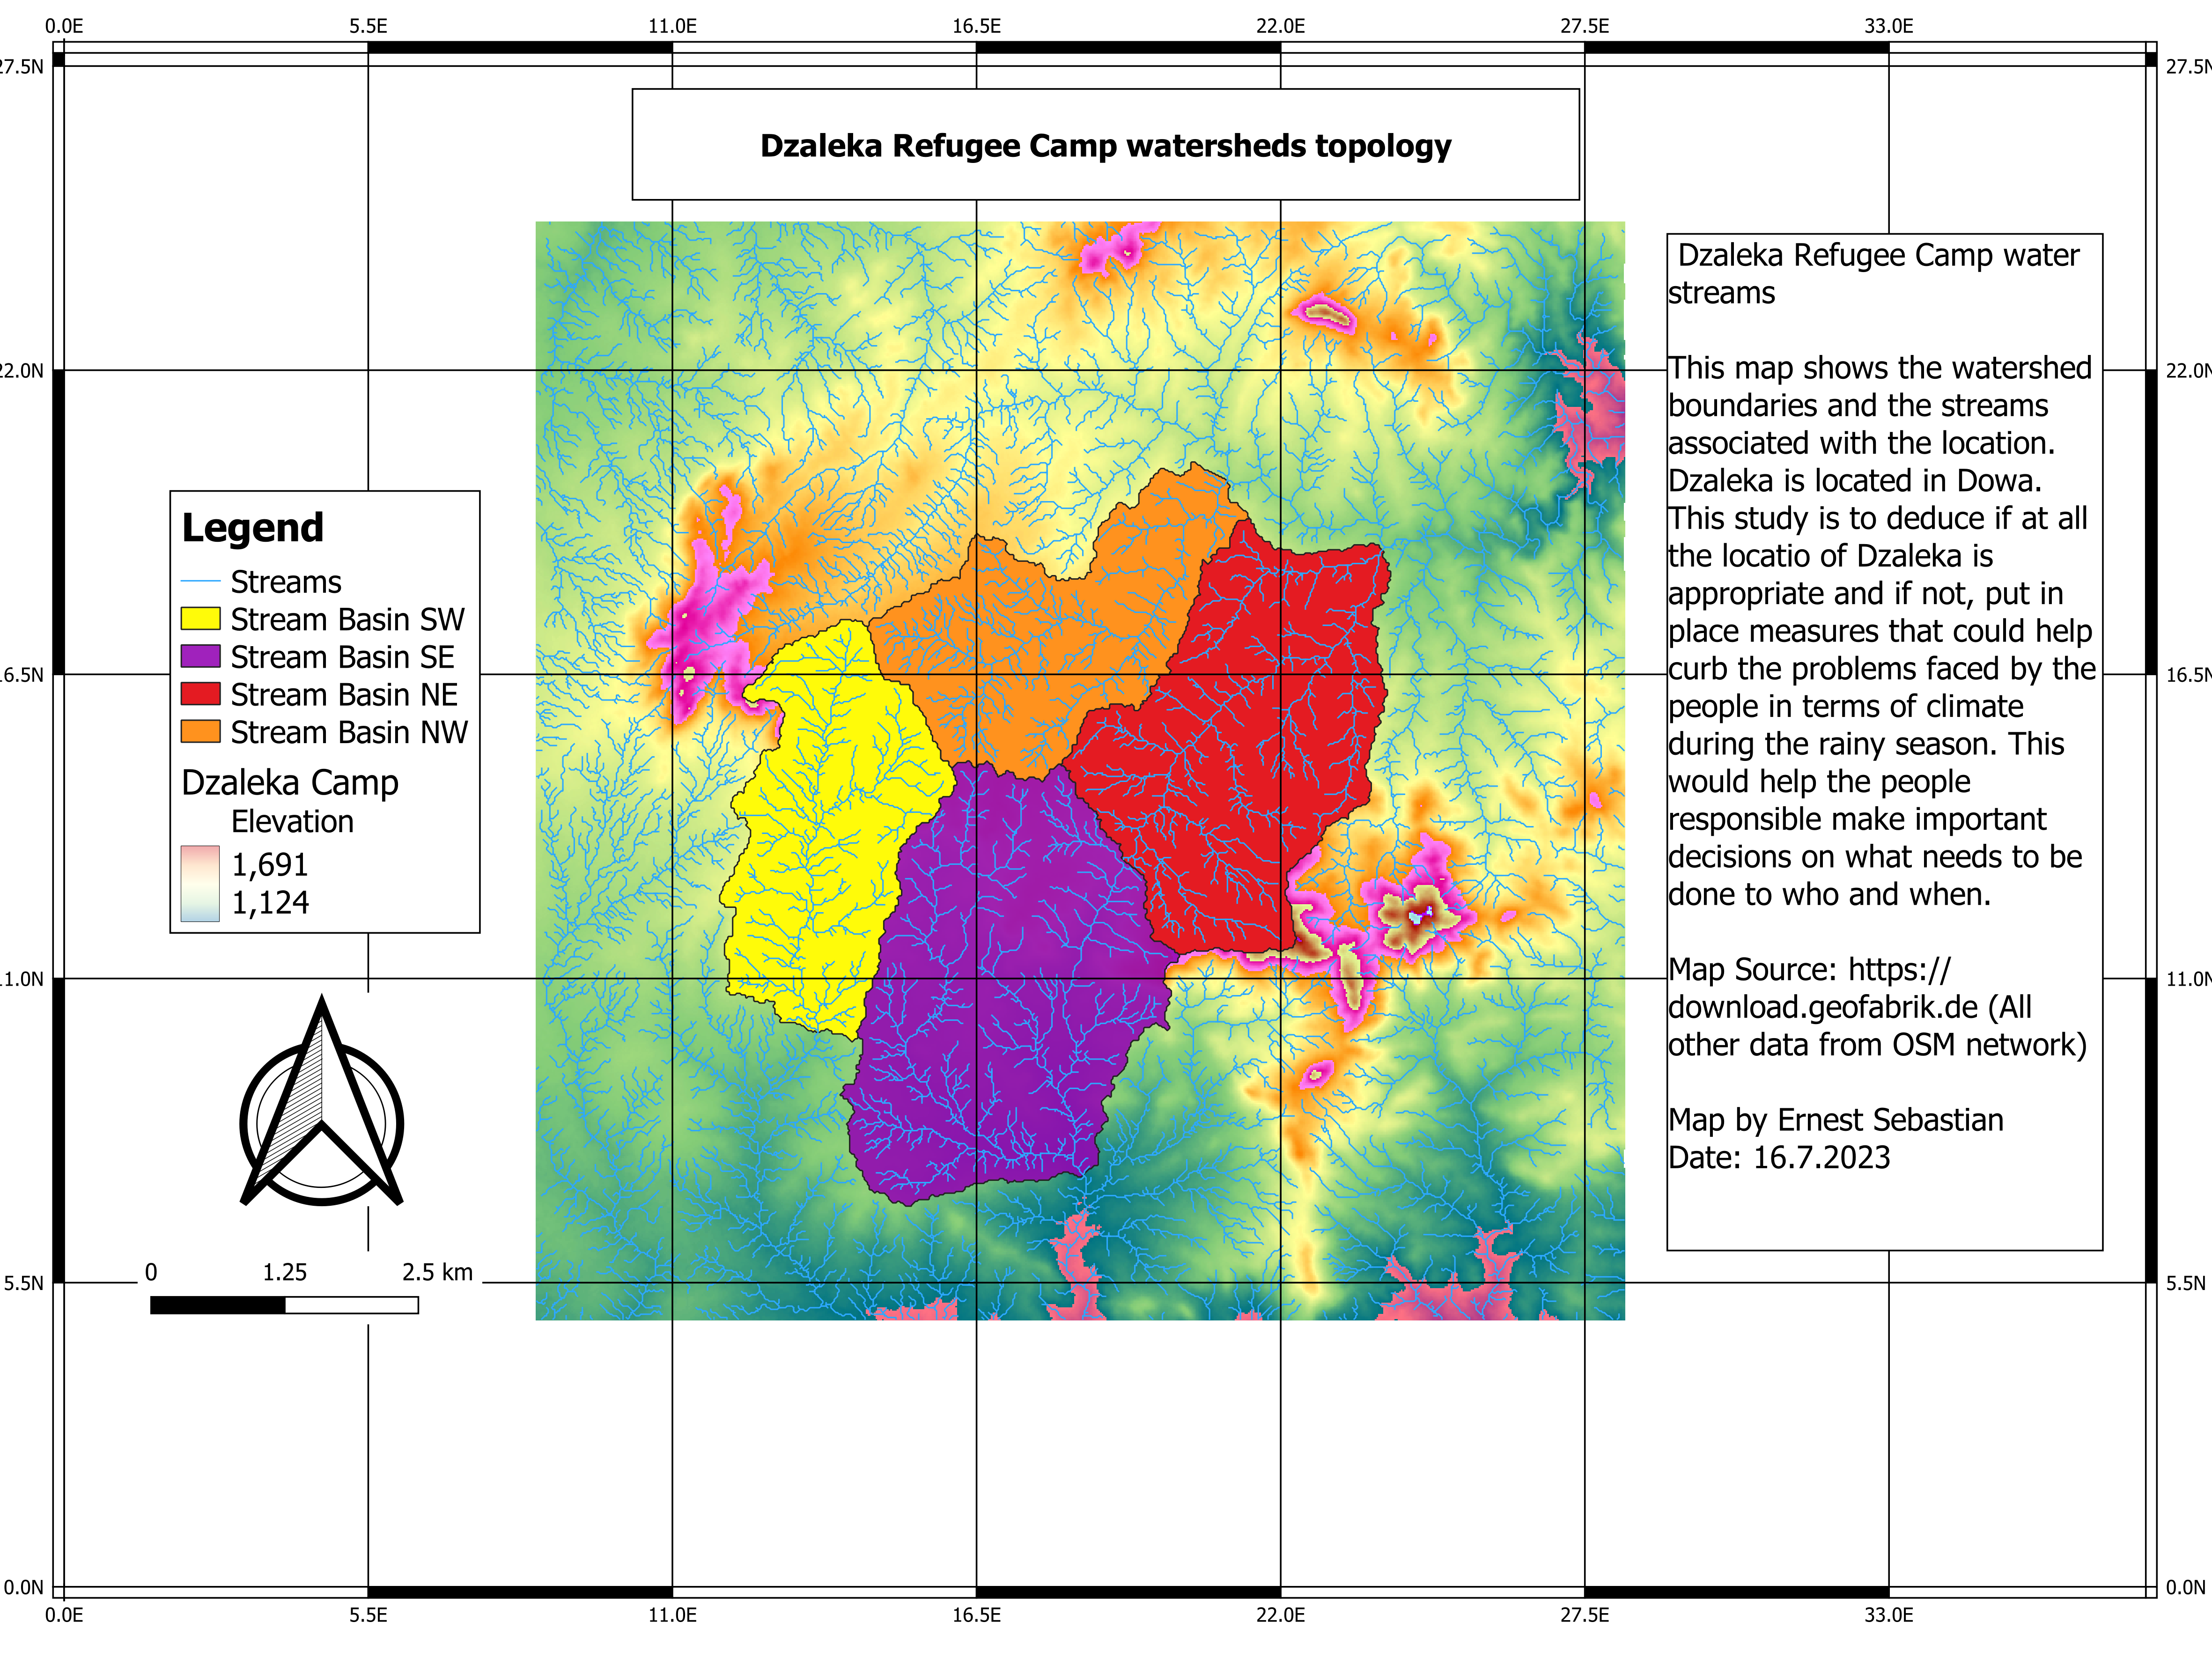 0.0E 5.5E 11.0E 16.5E 22.0E 27.5E 33.0E
27.5N 27.5N
Dzaleka Refugee Camp watersheds topology
22.0N 22.0N
16.5N 16.5N
11.0N 11.0N
5.5N 5.5N
0.0N 0.0N
Legend
Streams
Stream Basin SW
Stream Basin SE
Stream Basin NE
Stream Basin NW
Dzaleka Camp
Elevation
1,691
1,124
0 1.25 2.5 km
Dzaleka Refugee Camp water
streams
This map shows the watershed
boundaries and the streams
associated with the location.
Dzaleka is located in Dowa.
This study is to deduce if at all
the locatio of Dzaleka is
appropriate and if not, put in
place measures that could help
curb the problems faced by the
people in terms of climate
during the rainy season. This
would help the people
responsible make important
decisions on what needs to be
done to who and when.
Map Source: https://
download.geofabrik.de (All
other data from OSM network)
Map by Ernest Sebastian
Date: 16.7.2023
0.0E 5.5E 11.0E 16.5E 22.0E 27.5E 33.0E